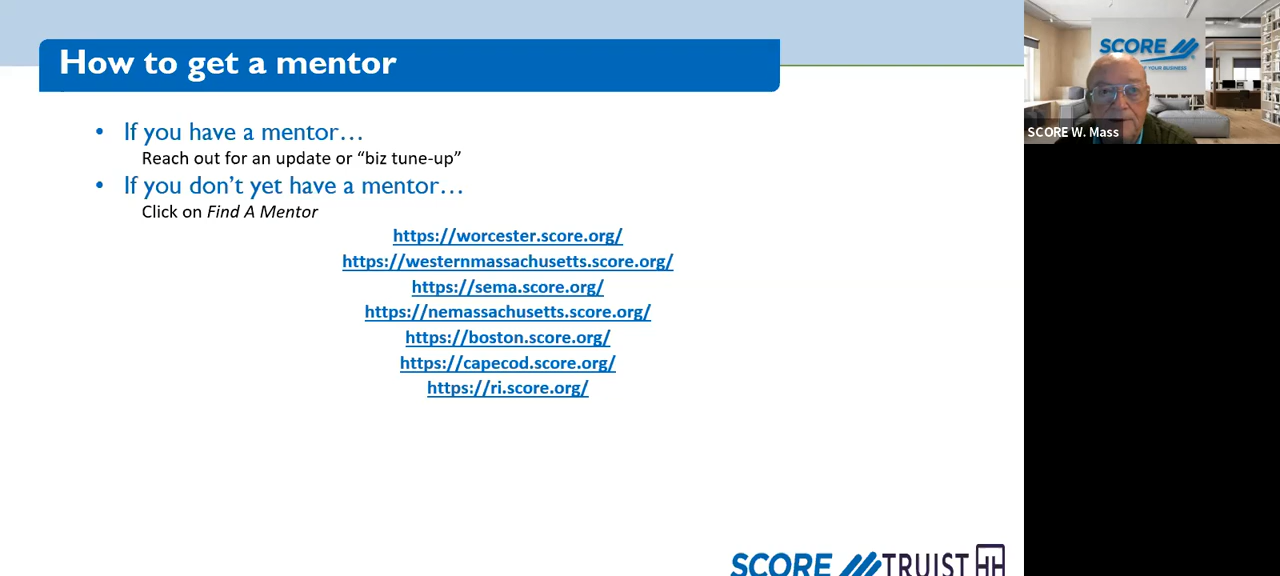 How to get a mentor
• If you have a mentor…
Reach out for an update or “biz tune-up”
• If you don’t yet have a mentor…
Click on Find A Mentor
https://worcester.score.org/
https://westernmassachusetts.score.org/
https://sema.score.org/
https://nemassachusetts.score.org/
https://boston.score.org/
https://capecod.score.org/
https://ri.score.org/
SCORE TRUIST
SCORE
YOUR BUSINESS
SCORE W. Mass